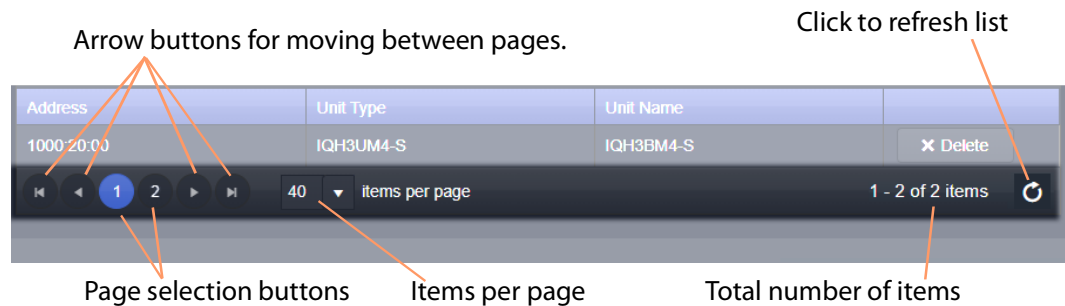 Click to refresh list
Arrow buttons for moving between pages.
Address Unit Type Unit Name
1000:20:00 IQH3UM4-S IQH3BM4-S × Delete
1 2 40 items per page 1 - 2 of 2 items
Page selection buttons Items per page Total number of items